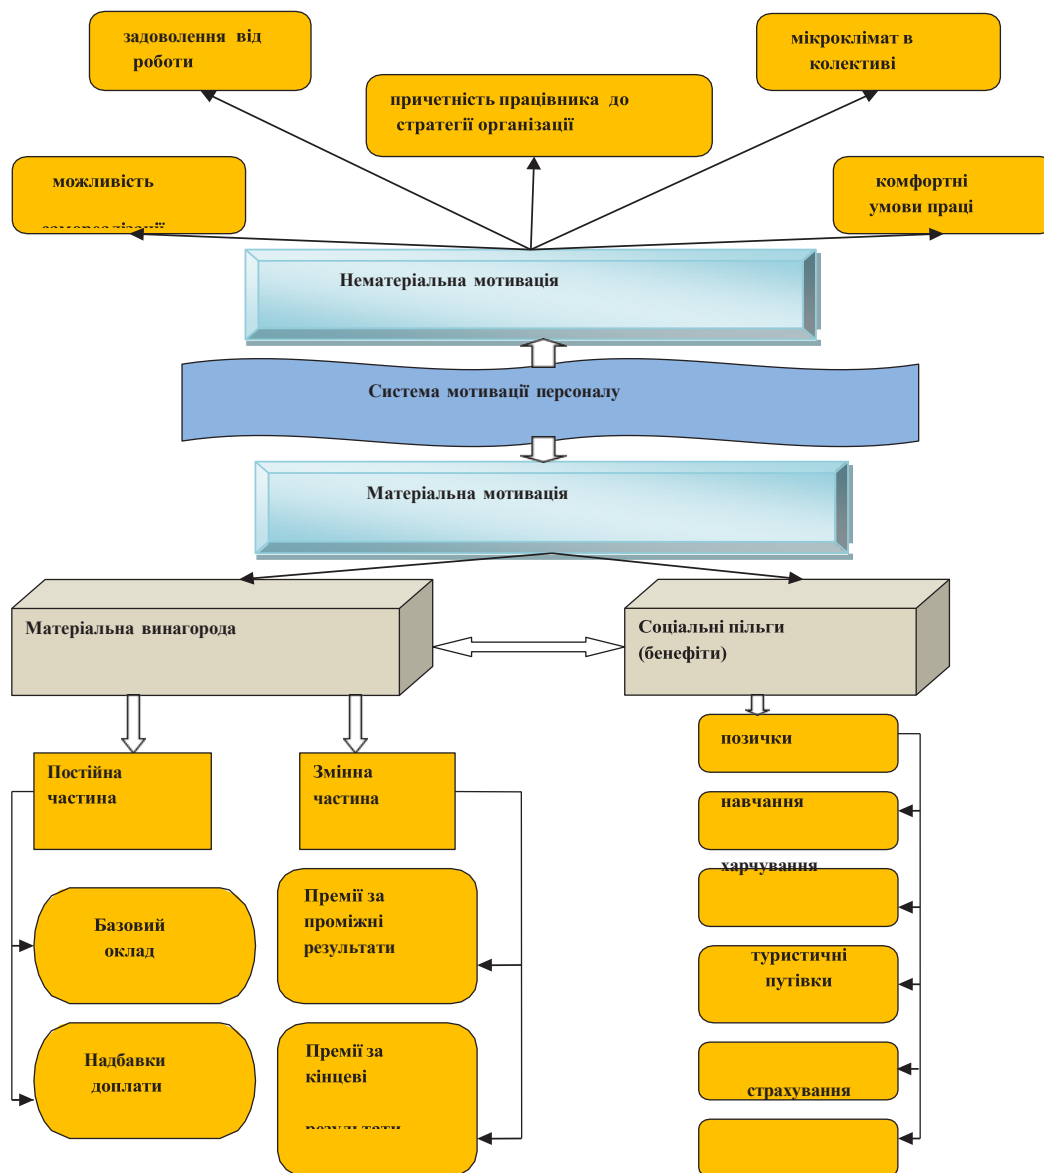 задоволення від
роботи
мікроклімат в
колективі
причетність працівника до
стратегії організації
можливість
комфортні
умови праці
Нематеріальна мотивація
Система мотивації персоналу
Матеріальна мотивація
Матеріальна винагорода
Соціальні пільги
(бенефіти)
Постійна
частина
Змінна
частина
позички
навчання
харчування
туристичні
путівки
страхування
Базовий
оклад
Надбавки
доплати
Премії за
проміжні
результати
Премії за
кінцеві
результати